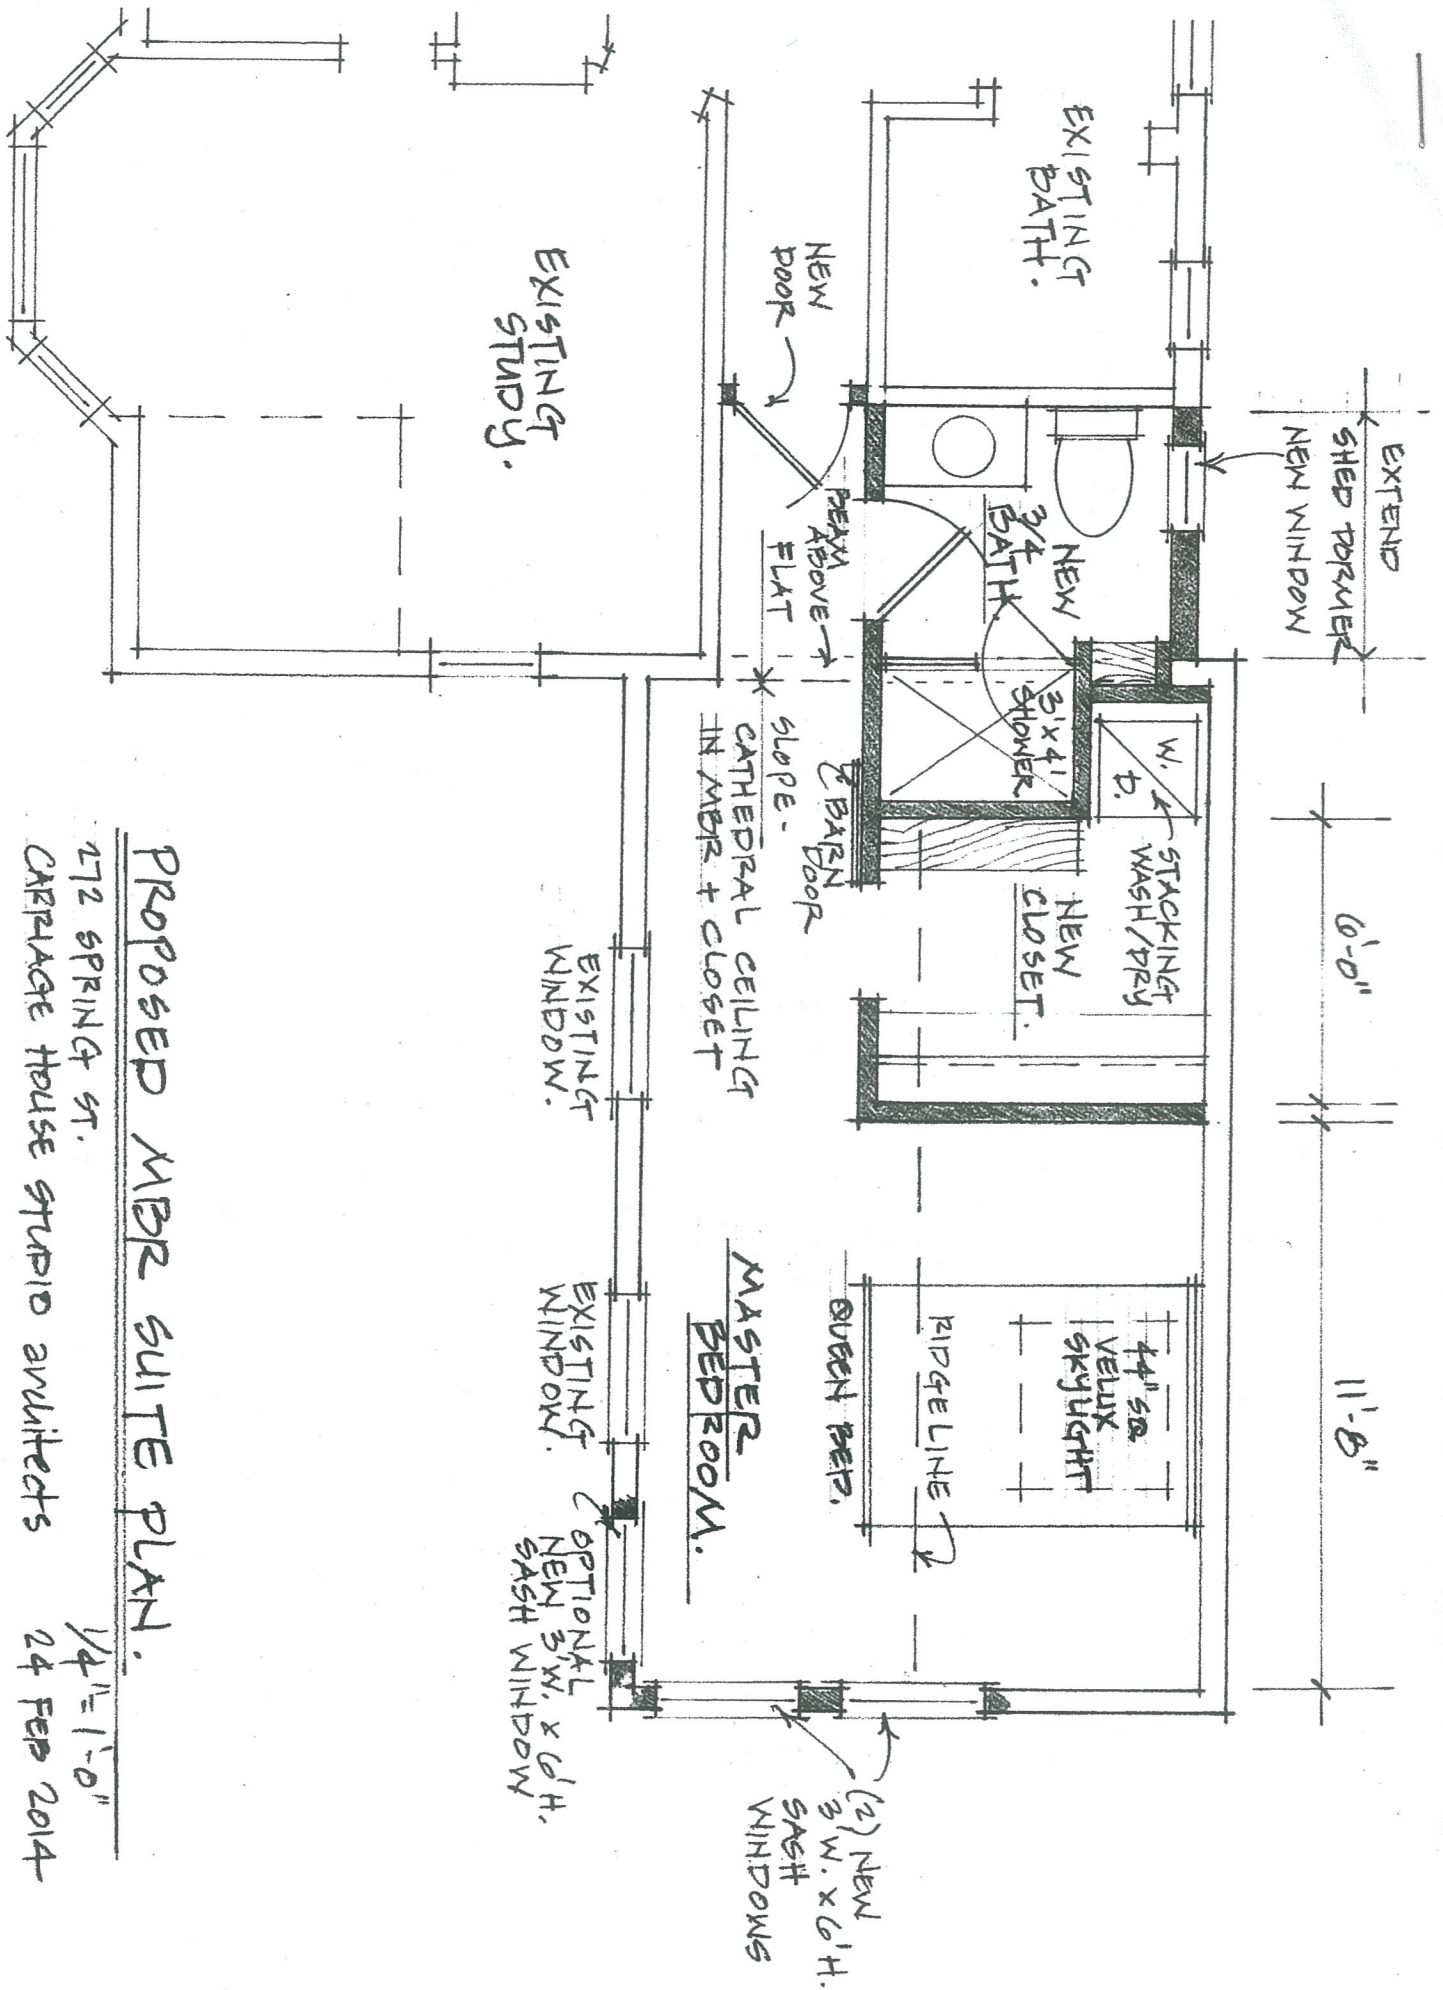 EXTEND
SHED DORMER
NEW WINDOW
6'-0"
11'-8"
EXISTING
BATH.
NEW
3/4
BATH
3'x4'
SHOWER
W.
D.
STACKING
WASH/DRY
NEW
CLOSET.
44" SQ
VELUX
SKYLIGHT
RIDGELINE
QUEEN BED.
NEW
DOOR
BEAM
ABOVE
FLAT
SLOPE -
CATHEDRAL CEILING
IN MBR + CLOSET
BARN
DOOR
MASTER
BEDROOM.
(2) NEW
3'W. x 6'H.
SASH
WINDOWS
EXISTING
STUDY.
EXISTING
WINDOW.
EXISTING
WINDOW.
OPTIONAL
NEW 3'W. x 6'H.
SASH WINDOW
PROPOSED MBR SUITE PLAN.
272 SPRING ST.
1/4"=1'-0"
CARRIAGE HOUSE STUDIO architects
24 FEB 2014